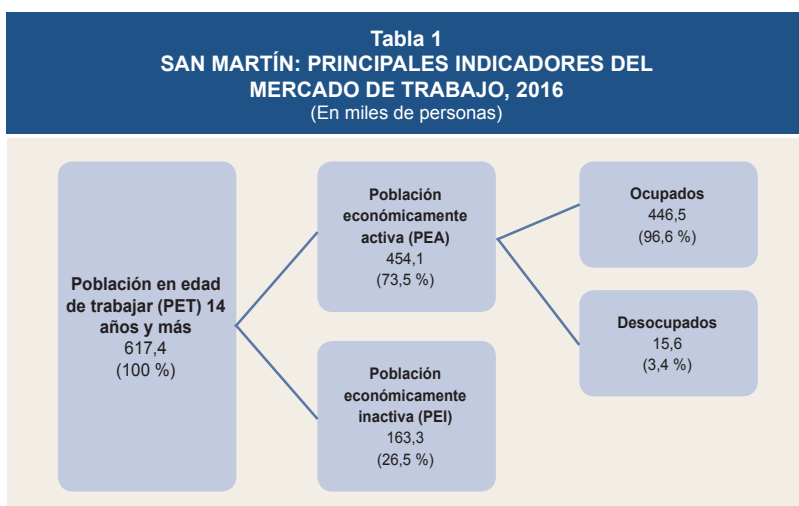 Tabla 1
SAN MARTÍN: PRINCIPALES INDICADORES DEL
MERCADO DE TRABAJO, 2016
(En miles de personas)
Población en edad
de trabajar (PET) 14
años y más
617,4
(100 %)
Población
económicamente
activa (PEA)
454,1
(73,5 %)
Población
económicamente
inactiva (PEI)
163,3
(26,5 %)
Ocupados
446,5
(96,6 %)
Desocupados
15,6
(3,4 %)